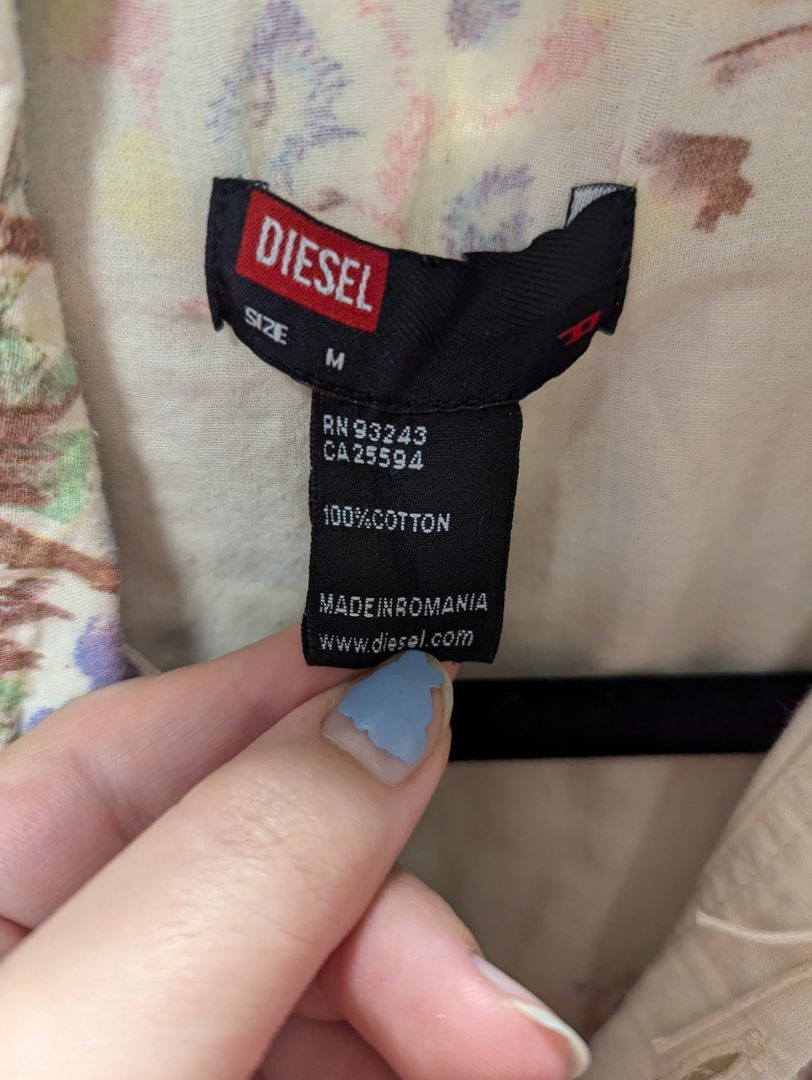 DIESEL
SIZE M
RN 93243
CA 25594
100%COTTON
MADEINROMANIA
www.diesel.com